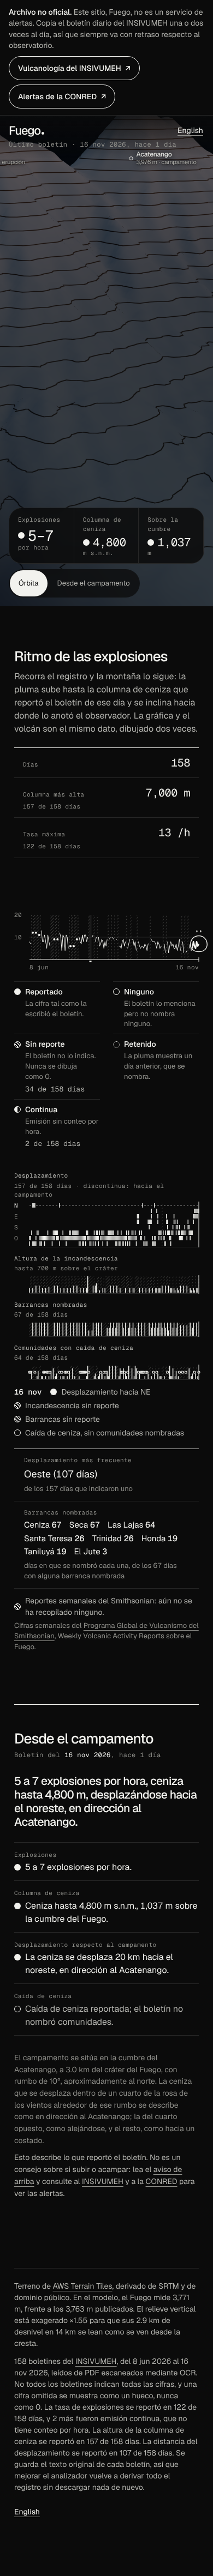 Archivo no oficial. Este sitio, Fuego, no es un servicio de
alertas. Copia el boletín diario del INSIVUMEH una o dos
veces al día, así que siempre va con retraso respecto al
observatorio.
Vulcanología del INSIVUMEH ↗
Alertas de la CONRED ↗
Fuego.
English
Último boletín · 16 nov 2026, hace 1 día
erupción
Acatenango
3,976 m · campamento
Explosiones
5–7
por hora
Columna de
ceniza
4,800
m s.n.m.
Sobre la
cumbre
1,037
m
Órbita
Desde el campamento
Ritmo de las explosiones
Recorra el registro y la montaña lo sigue: la
pluma sube hasta la columna de ceniza que
reportó el boletín de ese día y se inclina hacia
donde lo anotó el observador. La gráfica y el
volcán son el mismo dato, dibujado dos veces.
Días
158
Columna más alta
157 de 158 días
7,000 m
Tasa máxima
122 de 158 días
13 /h
20
10
8 jun
16 nov
Reportado
La cifra tal como la
escribió el boletín.
Ninguno
El boletín lo menciona
pero no nombra
ninguno.
Sin reporte
El boletín no lo indica.
Nunca se dibuja
como 0.
34 de 158 días
Retenido
La pluma muestra un
día anterior, que se
nombra.
Continua
Emisión sin conteo por
hora.
2 de 158 días
Desplazamiento
157 de 158 días · discontinua: hacia el
campamento
N
E
S
O
Altura de la incandescencia
hasta 700 m sobre el cráter
Barrancas nombradas
67 de 158 días
Comunidades con caída de ceniza
64 de 158 días
16 nov
Desplazamiento hacia NE
Incandescencia sin reporte
Barrancas sin reporte
Caída de ceniza, sin comunidades nombradas
Desplazamiento más frecuente
Oeste (107 días)
de los 157 días que indicaron uno
Barrancas nombradas
Ceniza 67 Seca 67 Las Lajas 64
Santa Teresa 26 Trinidad 26 Honda 19
Taniluyá 19 El Jute 3
días en que se nombró cada una, de los 67 días
con alguna barranca nombrada
Reportes semanales del Smithsonian: aún no se
ha recopilado ninguno.
Cifras semanales del Programa Global de Vulcanismo del
Smithsonian, Weekly Volcanic Activity Reports sobre el
Fuego.
Desde el campamento
Boletín del 16 nov 2026, hace 1 día
5 a 7 explosiones por hora, ceniza
hasta 4,800 m, desplazándose hacia
el noreste, en dirección al
Acatenango.
Explosiones
5 a 7 explosiones por hora.
Columna de ceniza
Ceniza hasta 4,800 m s.n.m., 1,037 m sobre
la cumbre del Fuego.
Desplazamiento respecto al campamento
La ceniza se desplaza 20 km hacia el
noreste, en dirección al Acatenango.
Caída de ceniza
Caída de ceniza reportada; el boletín no
nombró comunidades.
El campamento se sitúa en la cumbre del
Acatenango, a 3.0 km del cráter del Fuego, con
rumbo de 10°, aproximadamente al norte. La ceniza
que se desplaza dentro de un cuarto de la rosa de
los vientos alrededor de ese rumbo se describe
como en dirección al Acatenango; la del cuarto
opuesto, como alejándose, y el resto, como hacia un
costado.
Esto describe lo que reportó el boletín. No es un
consejo sobre si subir o acampar: lea el aviso de
arriba y consulte al INSIVUMEH y a la CONRED para
ver las alertas.
Terreno de AWS Terrain Tiles, derivado de SRTM y de
dominio público. En el modelo, el Fuego mide 3,771
m, frente a los 3,763 m publicados. El relieve vertical
está exagerado ×1.55 para que sus 2.9 km de
desnivel en 14 km se lean como se ven desde la
cresta.
158 boletines del INSIVUMEH, del 8 jun 2026 al 16
nov 2026, leídos de PDF escaneados mediante OCR.
No todos los boletines indican todas las cifras, y una
cifra omitida se muestra como un hueco, nunca
como 0. La tasa de explosiones se reportó en 122 de
158 días, y 2 más fueron emisión continua, que no
tiene conteo por hora. La altura de la columna de
ceniza se reportó en 157 de 158 días. La distancia del
desplazamiento se reportó en 107 de 158 días. Se
guarda el texto original de cada boletín, así que
mejorar el analizador vuelve a derivar todo el
registro sin descargar nada de nuevo.
English